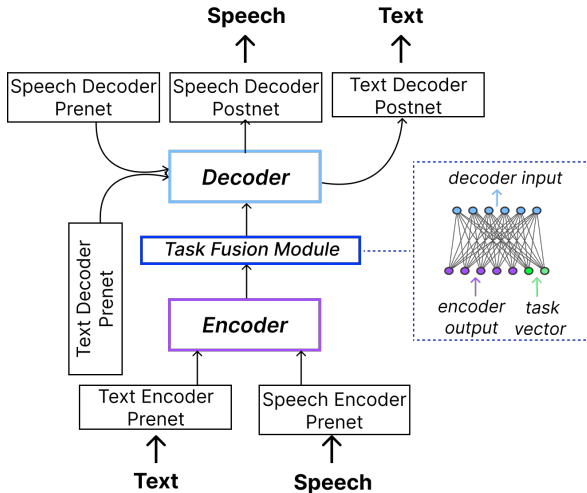 Speech
Text
Speech Decoder
Prenet
Speech Decoder
Postnet
Text Decoder
Postnet
Decoder
decoder input
Task Fusion Module
Text Decoder
Prenet
encoder
output
task
vector
Encoder
Text Encoder
Prenet
Speech Encoder
Prenet
Text
Speech